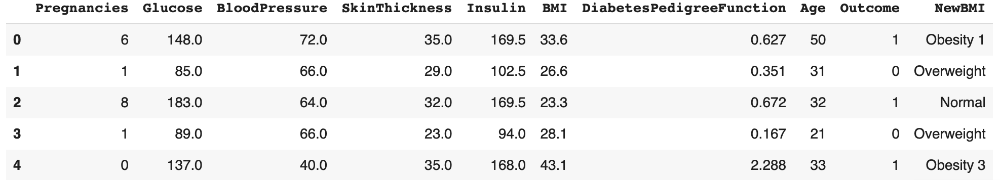 Pregnancies Glucose BloodPressure SkinThickness Insulin BMI DiabetesPedigreeFunction Age Outcome NewBMI
0 6 148.0 72.0 35.0 169.5 33.6 0.627 50 1 Obesity 1
1 1 85.0 66.0 29.0 102.5 26.6 0.351 31 0 Overweight
2 8 183.0 64.0 32.0 169.5 23.3 0.672 32 1 Normal
3 1 89.0 66.0 23.0 94.0 28.1 0.167 21 0 Overweight
4 0 137.0 40.0 35.0 168.0 43.1 2.288 33 1 Obesity 3